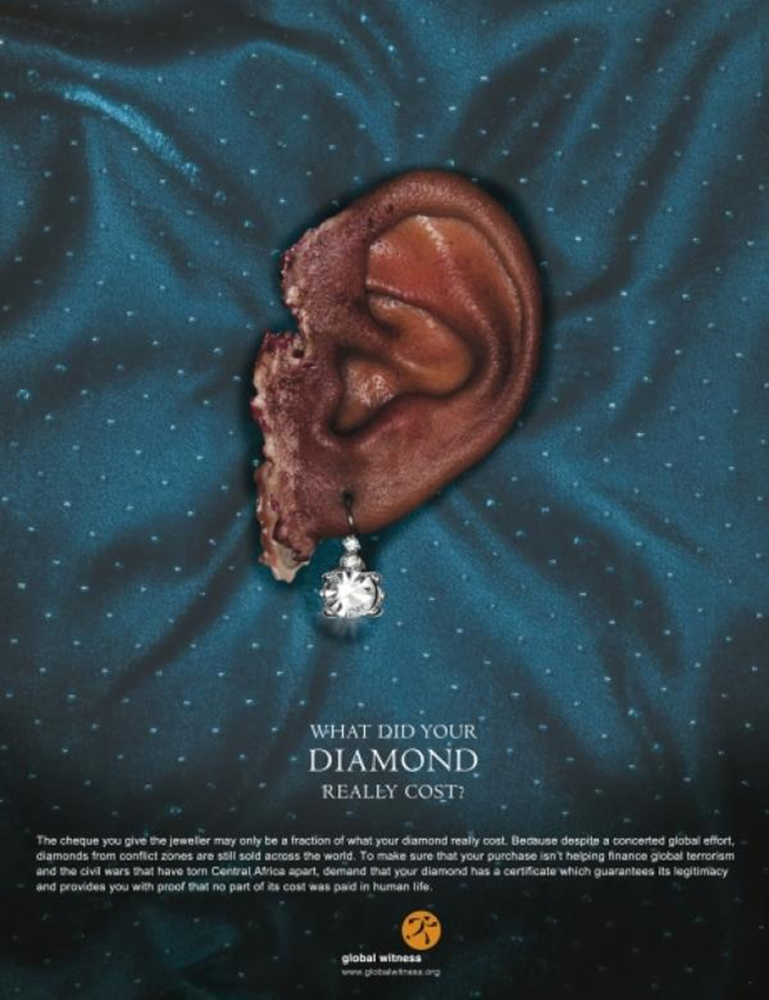 WHAT DID YOUR
DIAMOND
REALLY COST?
The cheque you give the jeweller may only be a fraction of what your diamond really cost. Because despite a concerted global effort,
diamonds from conflict zones are still sold across the world. To make sure that your purchase isn't helping finance global terrorism
and the civil wars that have torn Central Africa apart, demand that your diamond has a certificate which guarantees its legitimacy
and provides you with proof that no part of its cost was paid in human life.
global witness
www.globalwitness.org